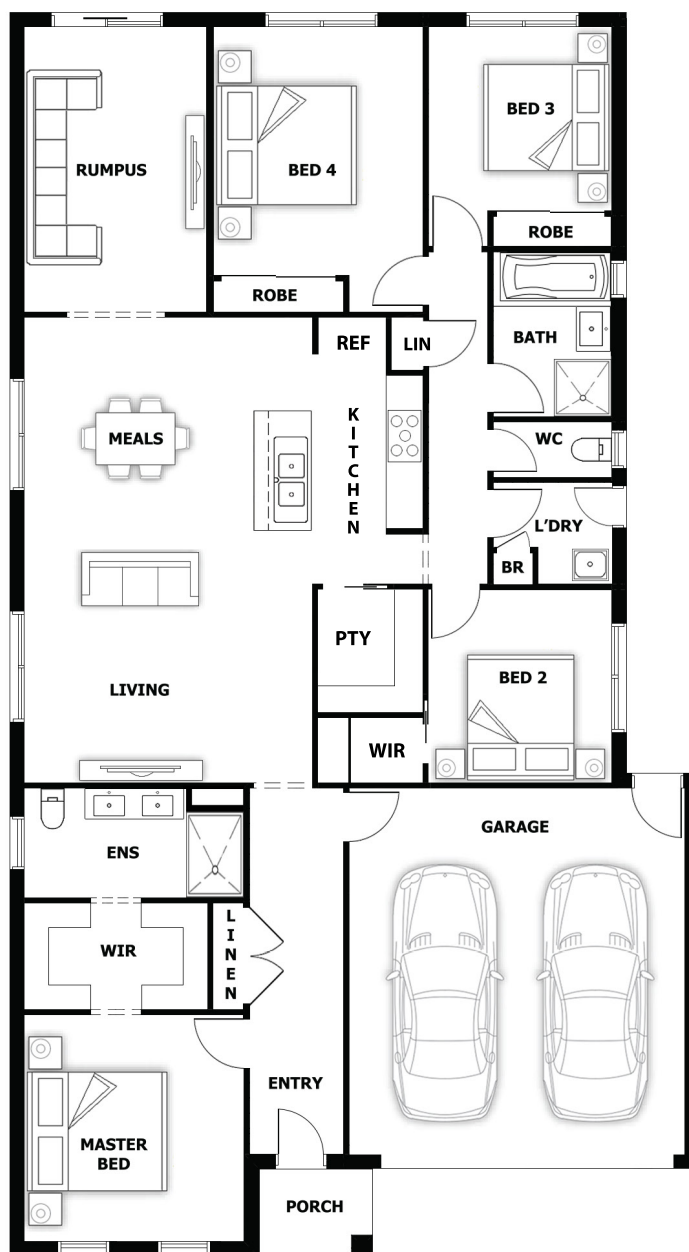 RUMPUS
BED 4
BED 3
ROBE
ROBE
REF
LIN
BATH
MEALS
KITCHEN
WC
L'DRY
BR
PTY
BED 2
LIVING
WIR
GARAGE
ENS
WIR
LINEN
ENTRY
MASTER
BED
PORCH